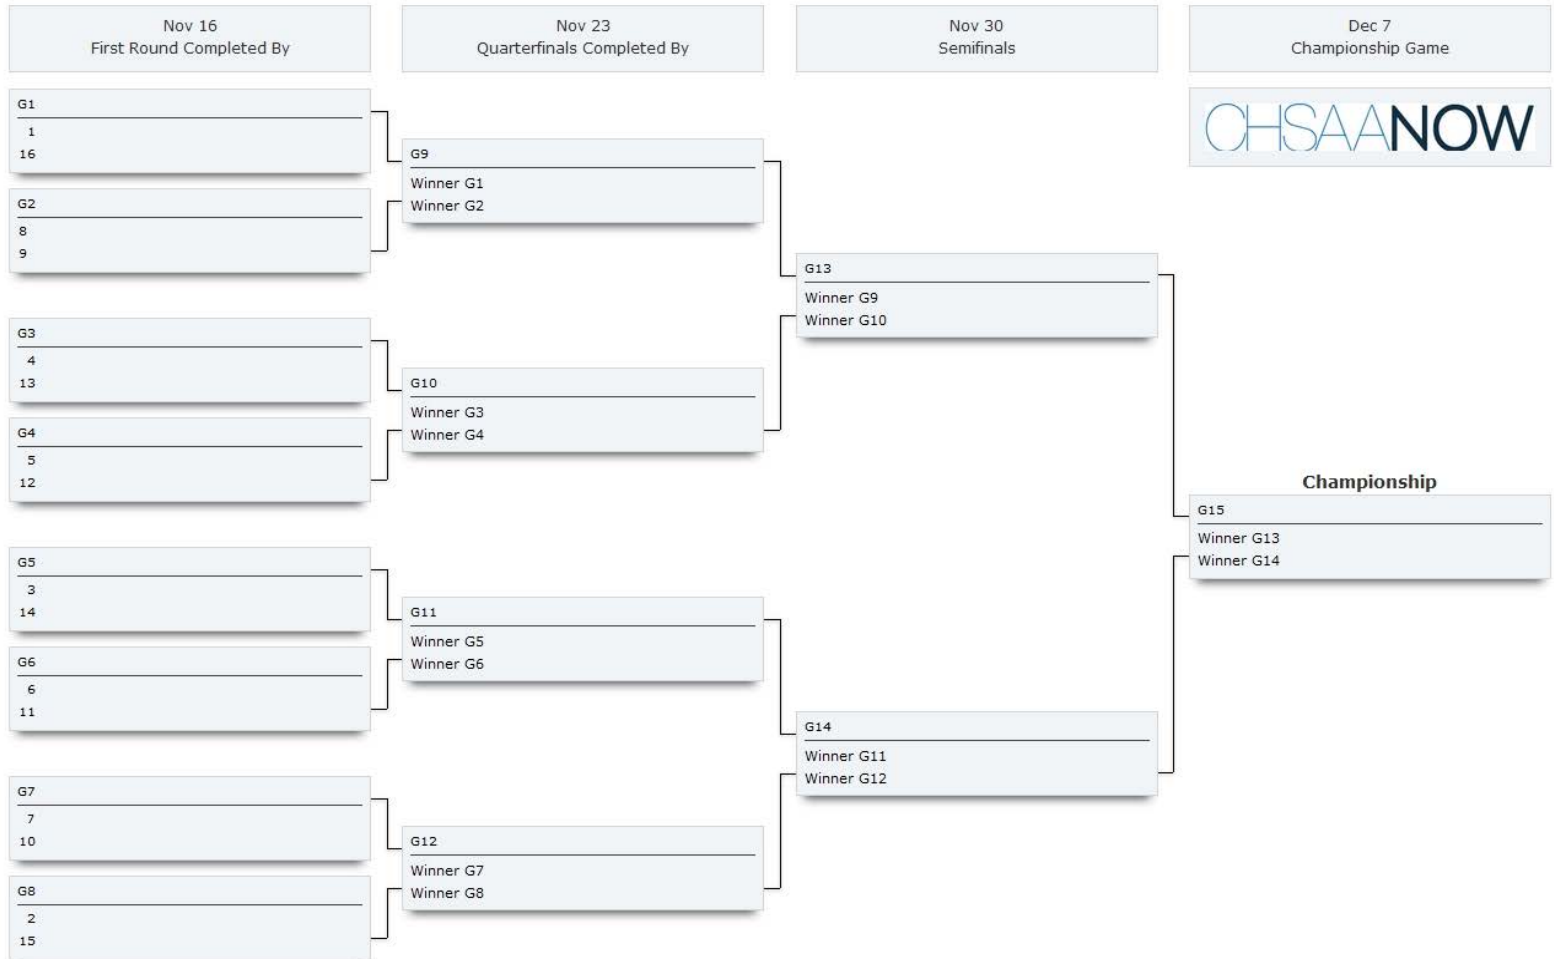 Nov 16
First Round Completed By
Nov 23
Quarterfinals Completed By
Nov 30
Semifinals
Dec 7
Championship Game
CHSAANOW
G1
1
16
G2
8
9
G3
4
13
G4
5
12
G5
3
14
G6
6
11
G7
7
10
G8
2
15
G9
Winner G1
Winner G2
G10
Winner G3
Winner G4
G11
Winner G5
Winner G6
G12
Winner G7
Winner G8
G13
Winner G9
Winner G10
G14
Winner G11
Winner G12
Championship
G15
Winner G13
Winner G14